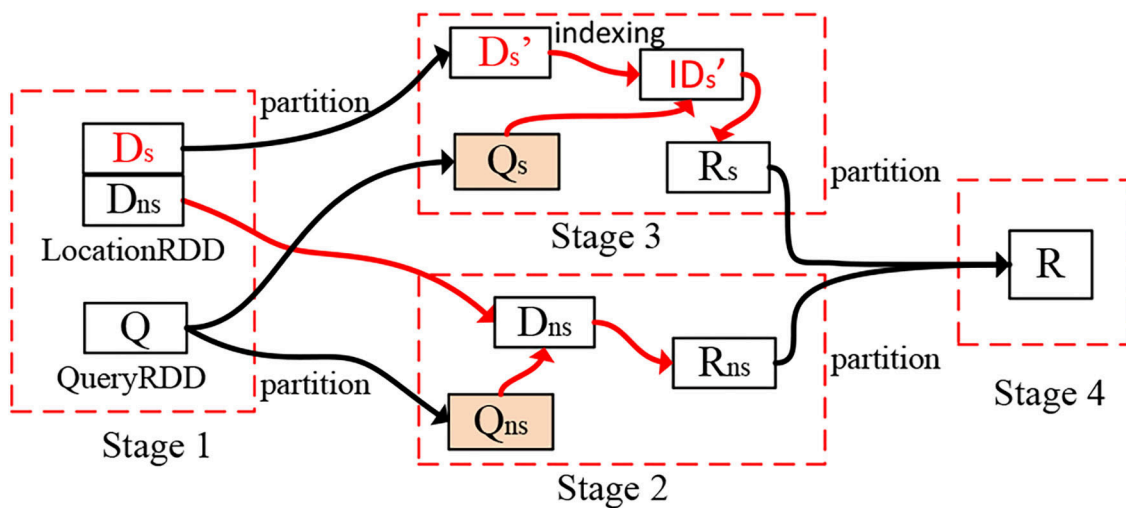 partition
Ds
Dns
LocationRDD
Q
QueryRDD
partition
Stage 1
Ds’
indexing
IDs’
Qs
Rs
partition
Stage 3
Dns
Rns
Qns
partition
Stage 2
R
Stage 4